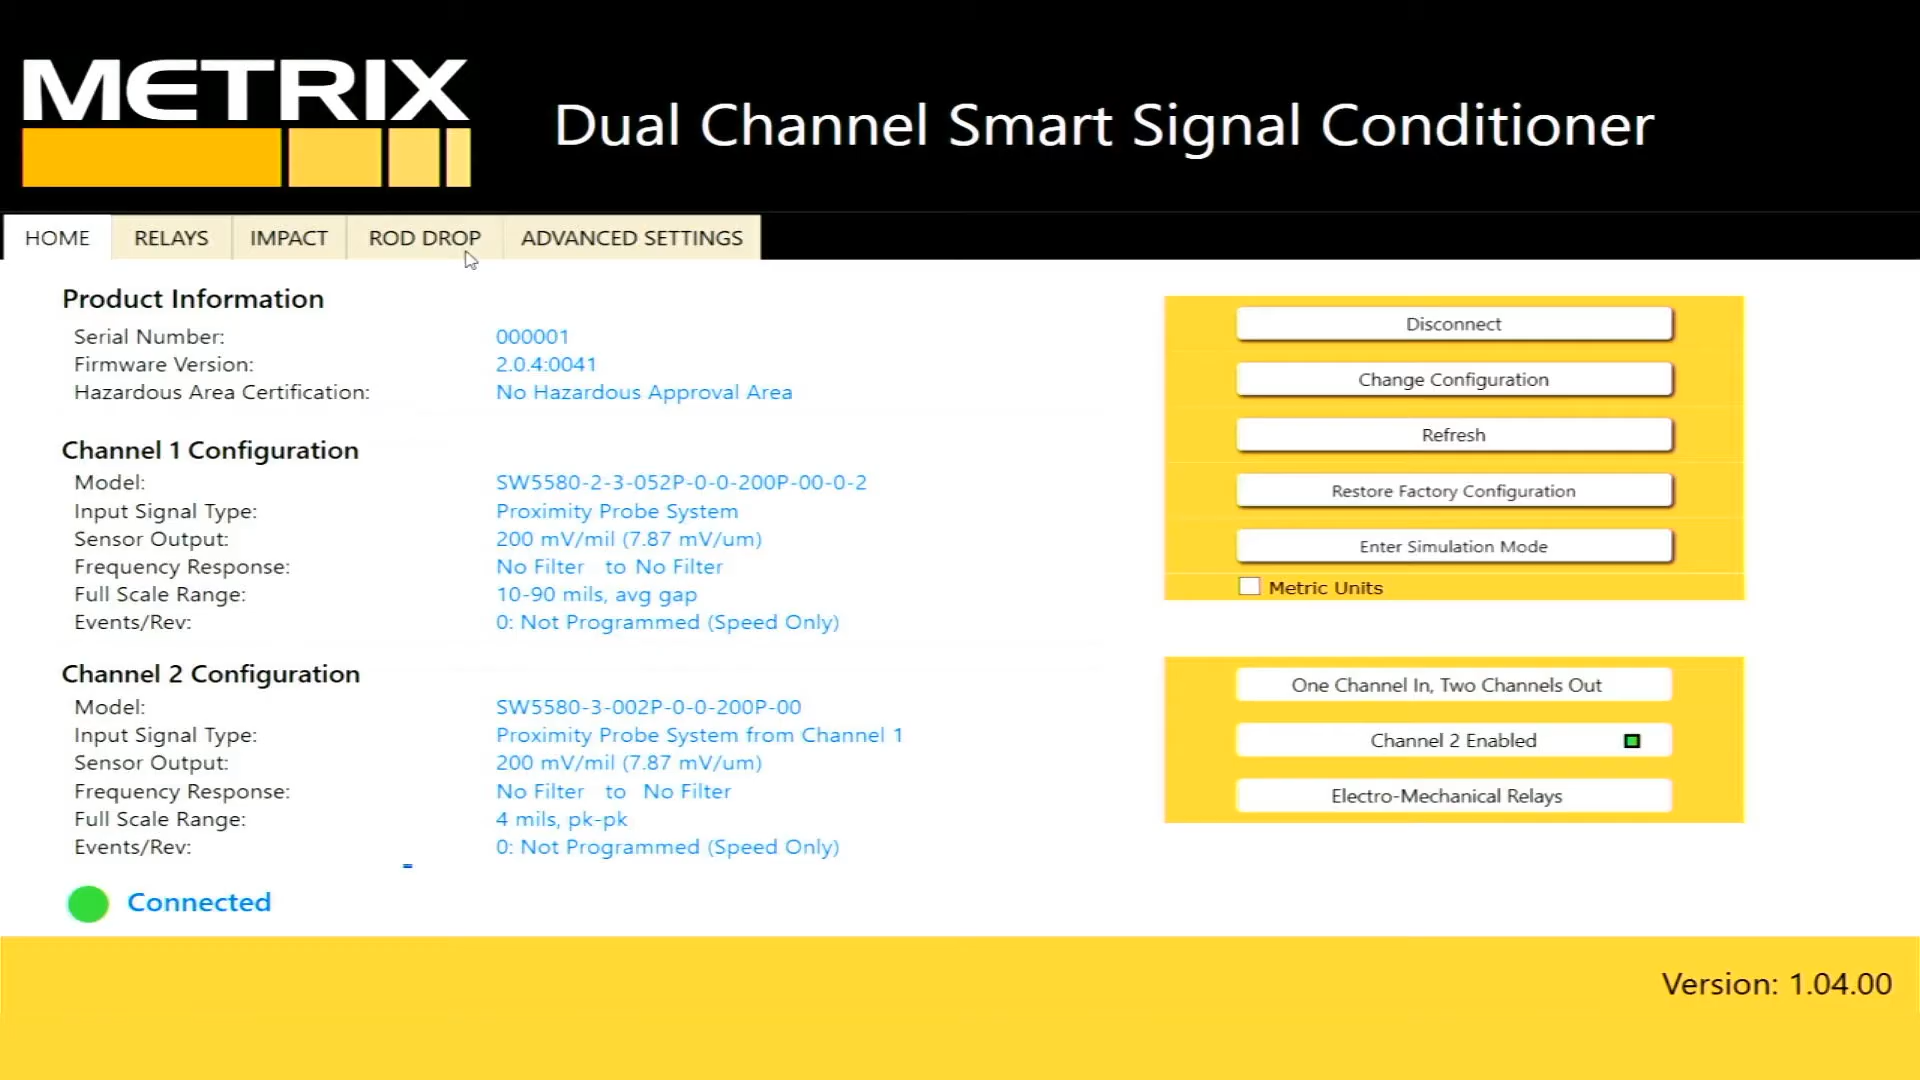 METRIX
Dual Channel Smart Signal Conditioner
HOME
RELAYS
IMPACT
ROD DROP
ADVANCED SETTINGS
Product Information
Serial Number: 000001
Firmware Version: 2.0.4:0041
Hazardous Area Certification: No Hazardous Approval Area
Channel 1 Configuration
Model: SW5580-2-3-052P-0-0-200P-00-0-2
Input Signal Type: Proximity Probe System
Sensor Output: 200 mV/mil (7.87 mV/um)
Frequency Response: No Filter to No Filter
Full Scale Range: 10-90 mils, avg gap
Events/Rev: 0: Not Programmed (Speed Only)
Channel 2 Configuration
Model: SW5580-3-002P-0-0-200P-00
Input Signal Type: Proximity Probe System from Channel 1
Sensor Output: 200 mV/mil (7.87 mV/um)
Frequency Response: No Filter to No Filter
Full Scale Range: 4 mils, pk-pk
Events/Rev: 0: Not Programmed (Speed Only)
Connected
Disconnect
Change Configuration
Refresh
Restore Factory Configuration
Enter Simulation Mode
Metric Units
One Channel In, Two Channels Out
Channel 2 Enabled
Electro-Mechanical Relays
Version: 1.04.00